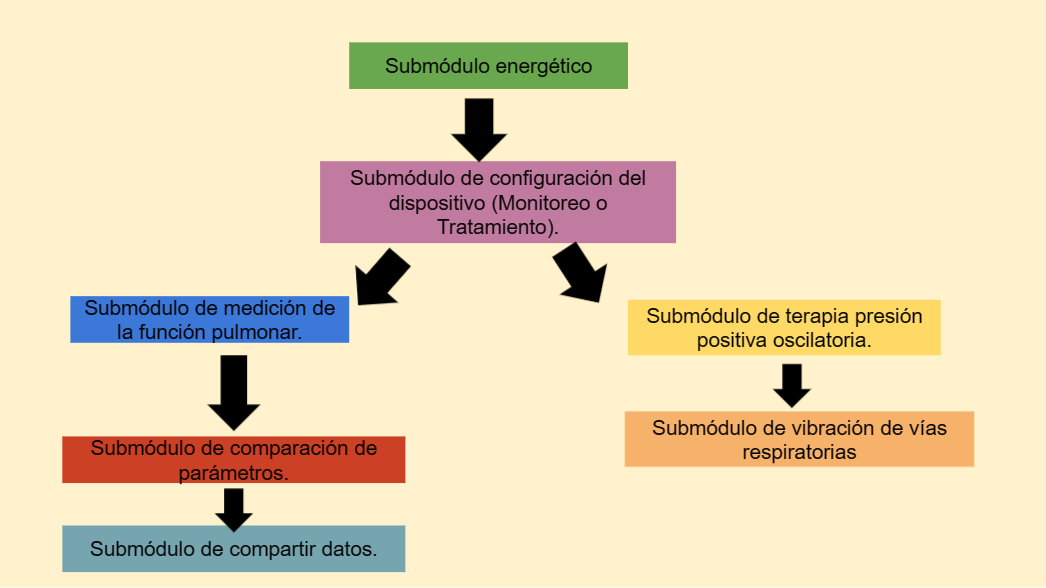 Submódulo energético
Submódulo de configuración del
dispositivo (Monitoreo o
Tratamiento).
Submódulo de medición de
la función pulmonar.
Submódulo de terapia presión
positiva oscilatoria.
Submódulo de comparación de
parámetros.
Submódulo de vibración de vías
respiratorias
Submódulo de compartir datos.